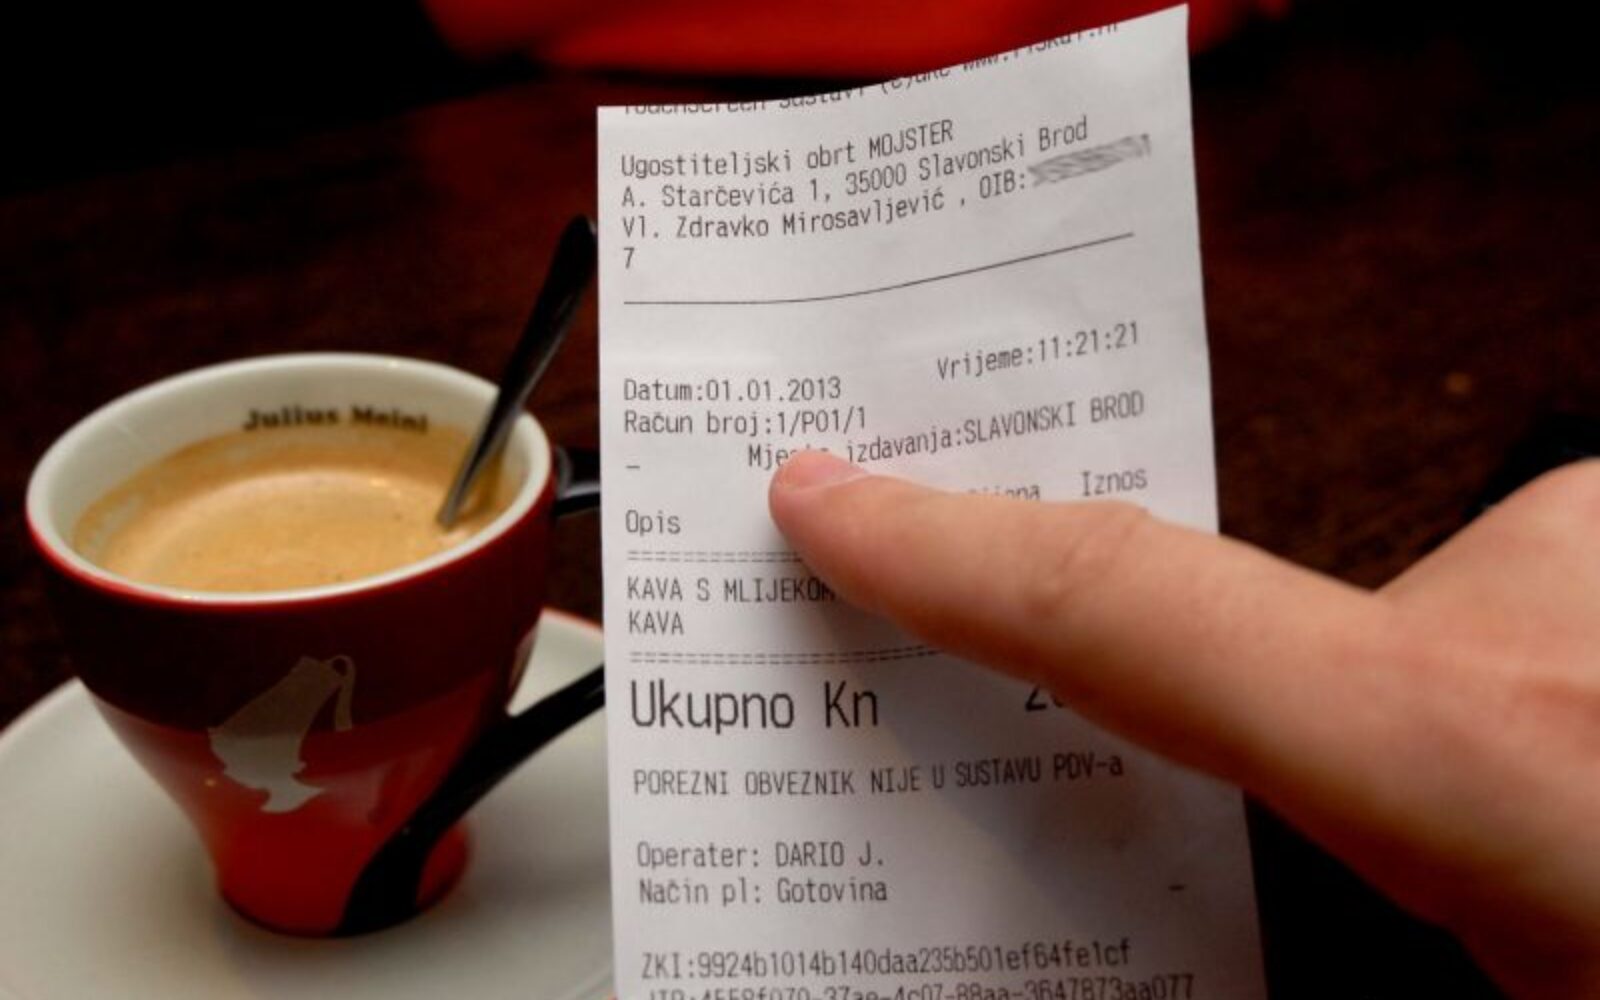 Touchscreen sustavi (c)
Ugostiteljski obrt MOJSTER
A. Starčevića 1, 35000 Slavonski Brod
Vl. Zdravko Mirosavljević , OIB:
7
Vrijeme:11:21:21
Datum:01.01.2013
Račun broj:1/P01/1
izdavanja:SLAVONSKI BROD
Opis Iznos
KAVA S MLIJEKOM
KAVA
Ukupno Kn
POREZNI OBVEZNIK NIJE U SUSTAVU PDV-a
Operater: DARIO J.
Način pl: Gotovina
ZKI:9924b1014b140daa235b501ef64fe1cf
Julius Meinl